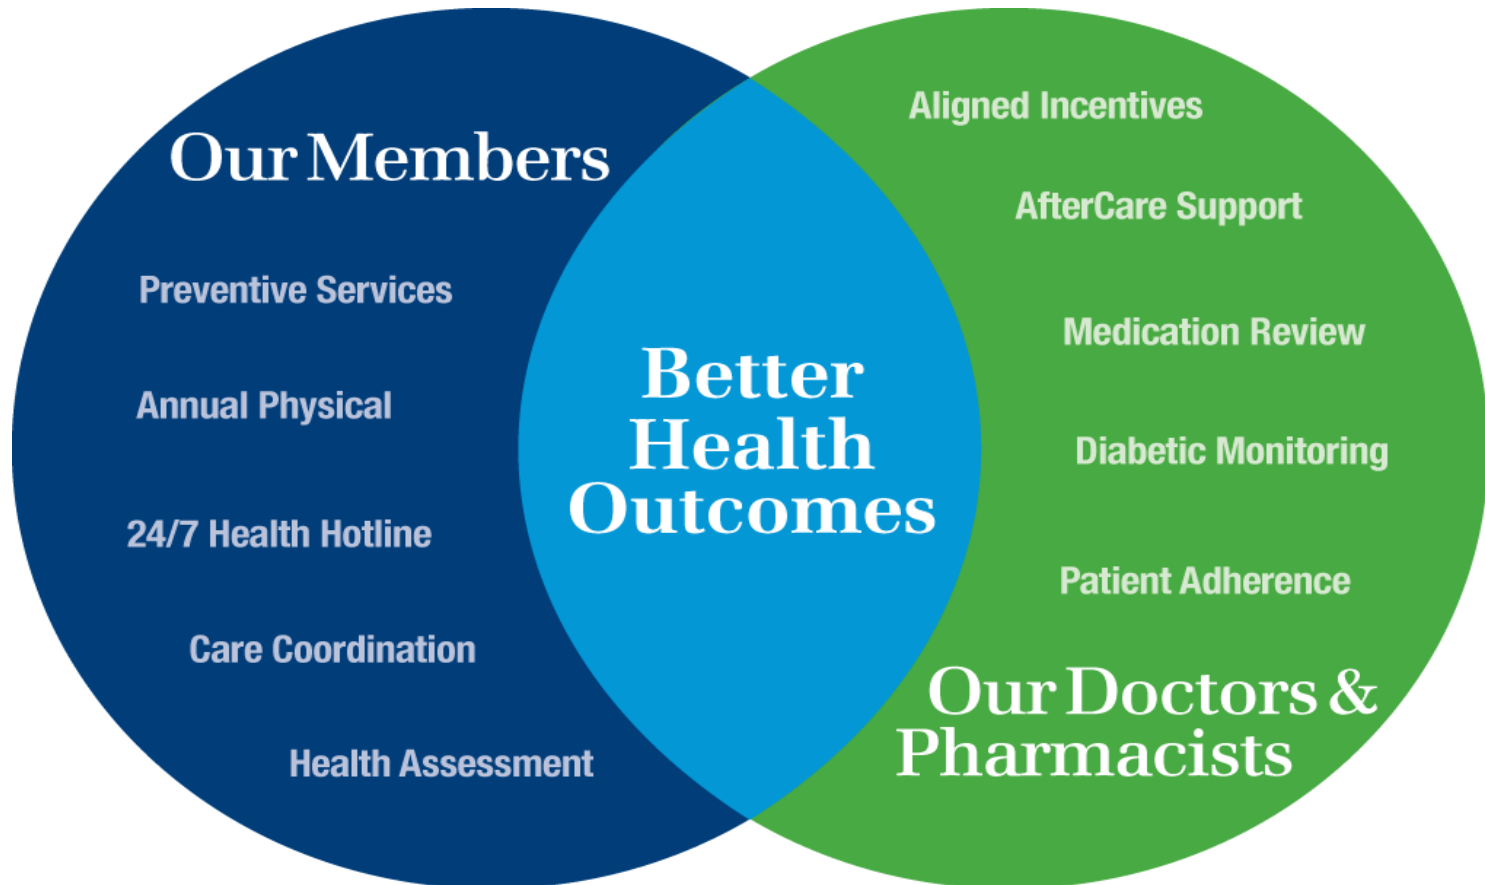 Our Members
Preventive Services
Annual Physical
24/7 Health Hotline
Care Coordination
Health Assessment
Better
Health
Outcomes
Aligned Incentives
AfterCare Support
Medication Review
Diabetic Monitoring
Patient Adherence
Our Doctors &
Pharmacists